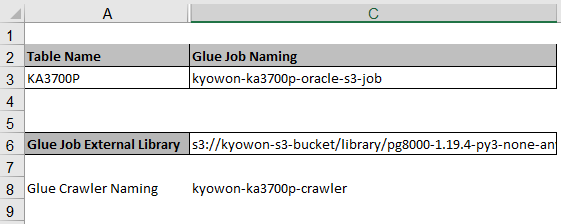 A C
1
2 Table Name Glue Job Naming
3 KA3700P kyowon-ka3700p-oracle-s3-job
4
5
6 Glue Job External Library s3://kyowon-s3-bucket/library/pg8000-1.19.4-py3-none-an
7
8 Glue Crawler Naming kyowon-ka3700p-crawler
9